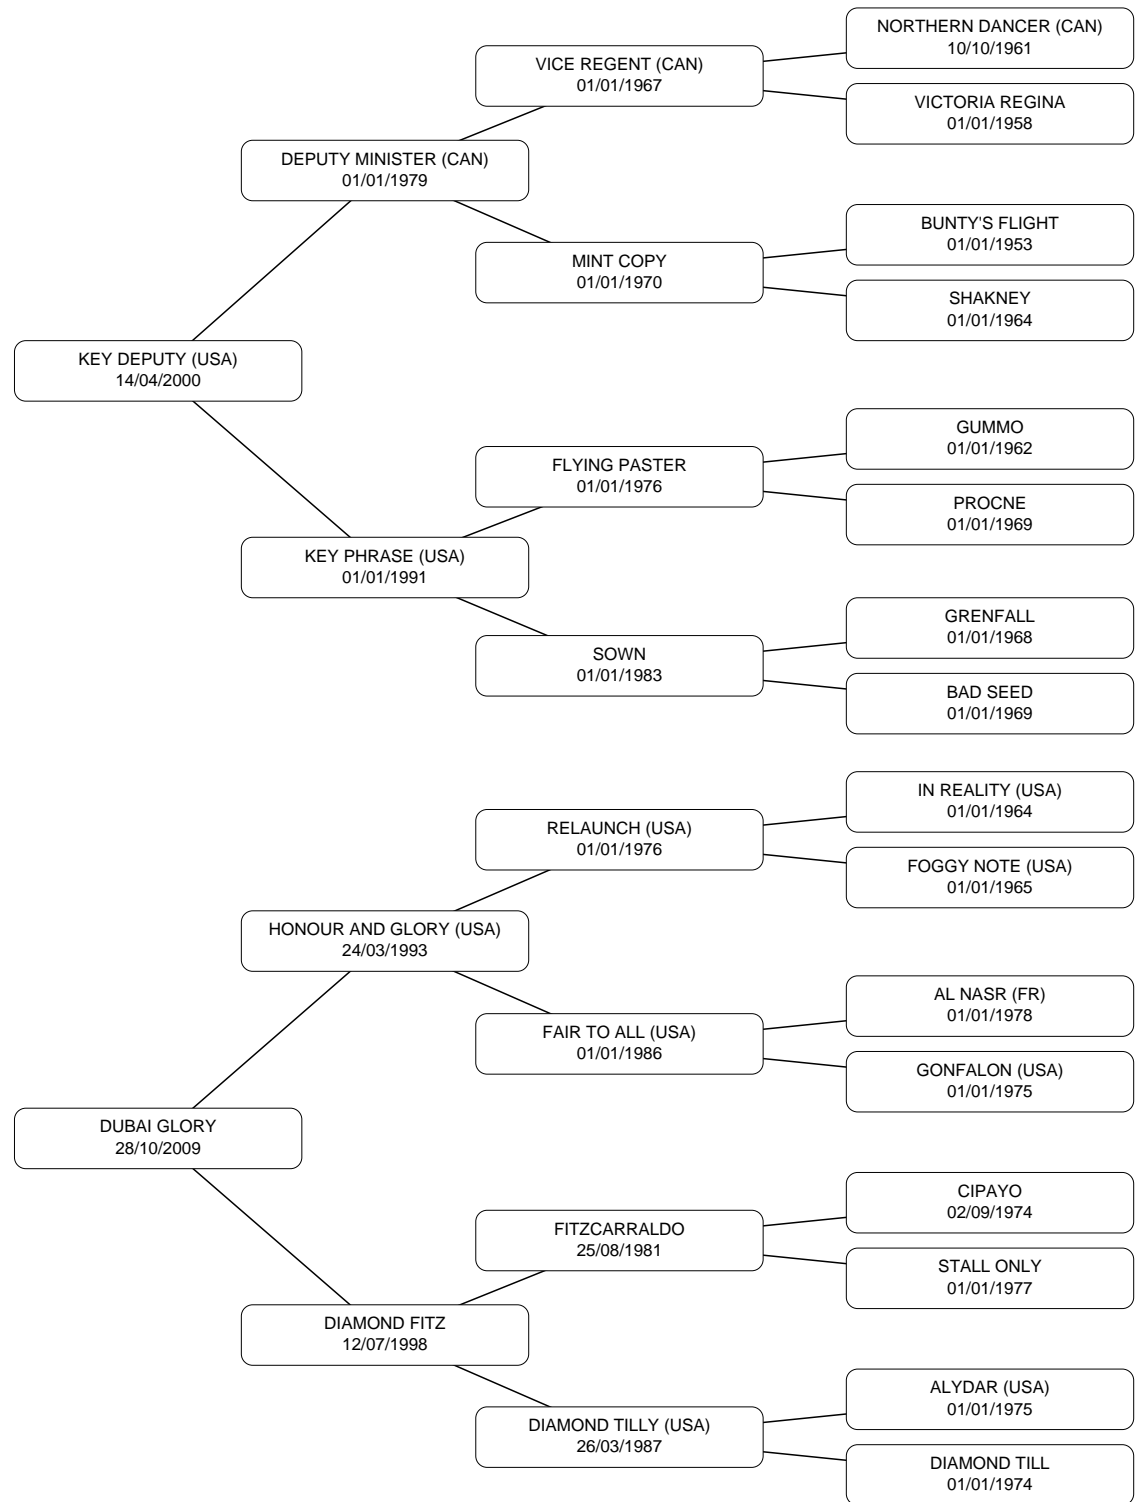 NORTHERN DANCER (CAN)
10/10/1961
VICE REGENT (CAN)
01/01/1967
VICTORIA REGINA
01/01/1958
DEPUTY MINISTER (CAN)
01/01/1979
BUNTY'S FLIGHT
01/01/1953
MINT COPY
01/01/1970
SHAKNEY
01/01/1964
KEY DEPUTY (USA)
14/04/2000
GUMMO
01/01/1962
FLYING PASTER
01/01/1976
PROCNE
01/01/1969
KEY PHRASE (USA)
01/01/1991
GRENFALL
01/01/1968
SOWN
01/01/1983
BAD SEED
01/01/1969
IN REALITY (USA)
01/01/1964
RELAUNCH (USA)
01/01/1976
FOGGY NOTE (USA)
01/01/1965
HONOUR AND GLORY (USA)
24/03/1993
AL NASR (FR)
01/01/1978
FAIR TO ALL (USA)
01/01/1986
GONFALON (USA)
01/01/1975
DUBAI GLORY
28/10/2009
CIPAYO
02/09/1974
FITZCARRALDO
25/08/1981
STALL ONLY
01/01/1977
DIAMOND FITZ
12/07/1998
ALYDAR (USA)
01/01/1975
DIAMOND TILLY (USA)
26/03/1987
DIAMOND TILL
01/01/1974